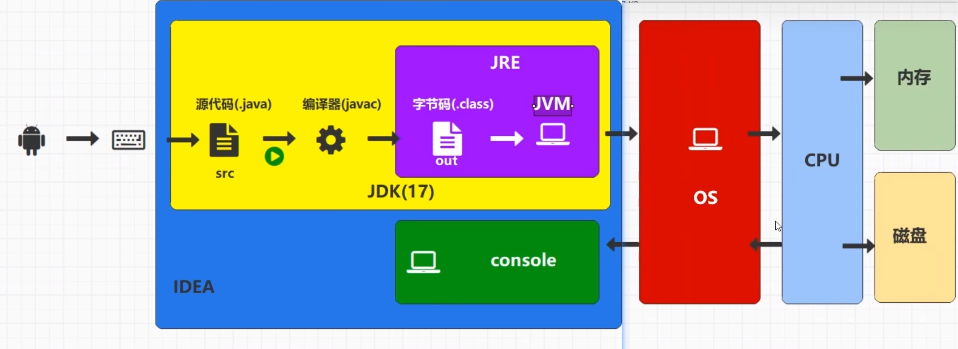 JRE
源代码(.java)
编译器(javac)
字节码(.class)
JVM
src
out
JDK(17)
console
IDEA
OS
CPU
内存
磁盘